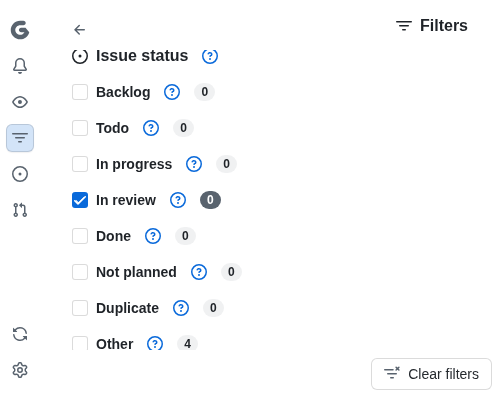 Filters
Issue status
Backlog 0
Todo 0
In progress 0
In review 0
Done 0
Not planned 0
Duplicate 0
Other 4
Clear filters